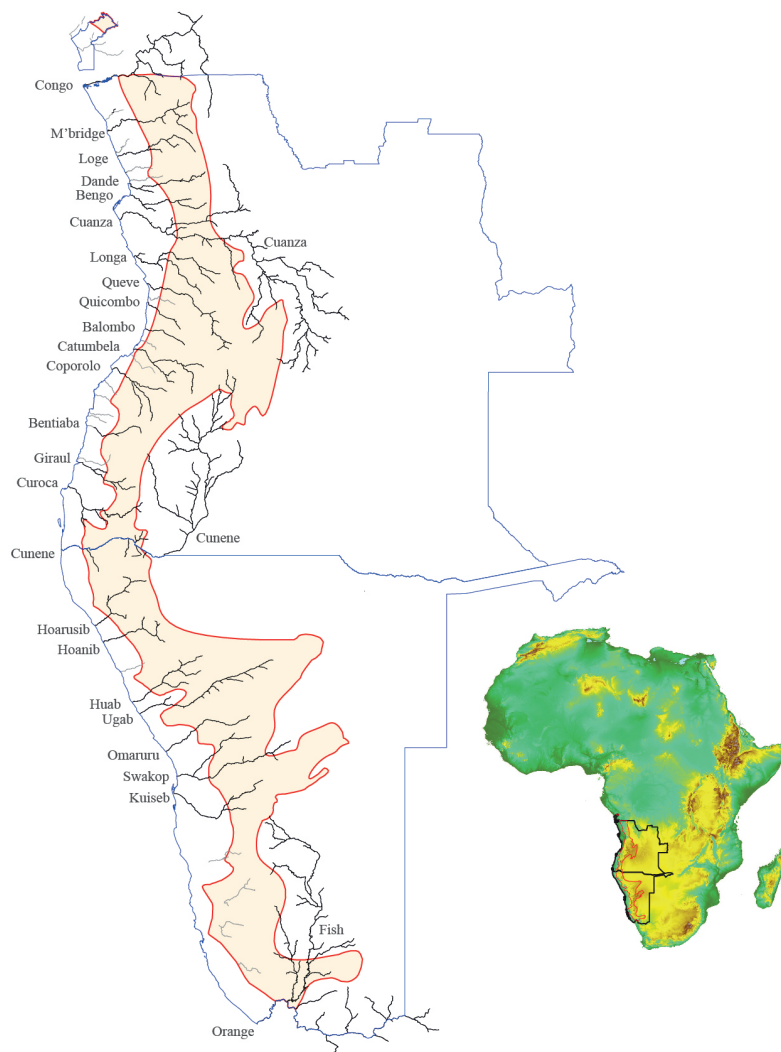 Congo
M'bridge
Loge
Dande
Bengo
Cuanza
Cuanza
Longa
Queve
Quicombo
Balombo
Catumbela
Coporolo
Bentiaba
Giraul
Curoca
Cunene
Cunene
Hoarusib
Hoanib
Huab
Ugab
Omaruru
Swakop
Kuiseb
Fish
Orange